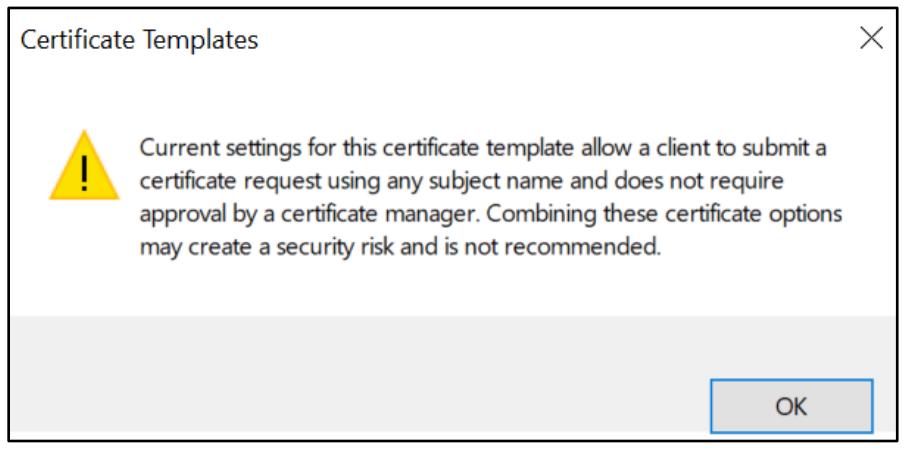 Certificate Templates
Current settings for this certificate template allow a client to submit a
certificate request using any subject name and does not require
approval by a certificate manager. Combining these certificate options
may create a security risk and is not recommended.
OK